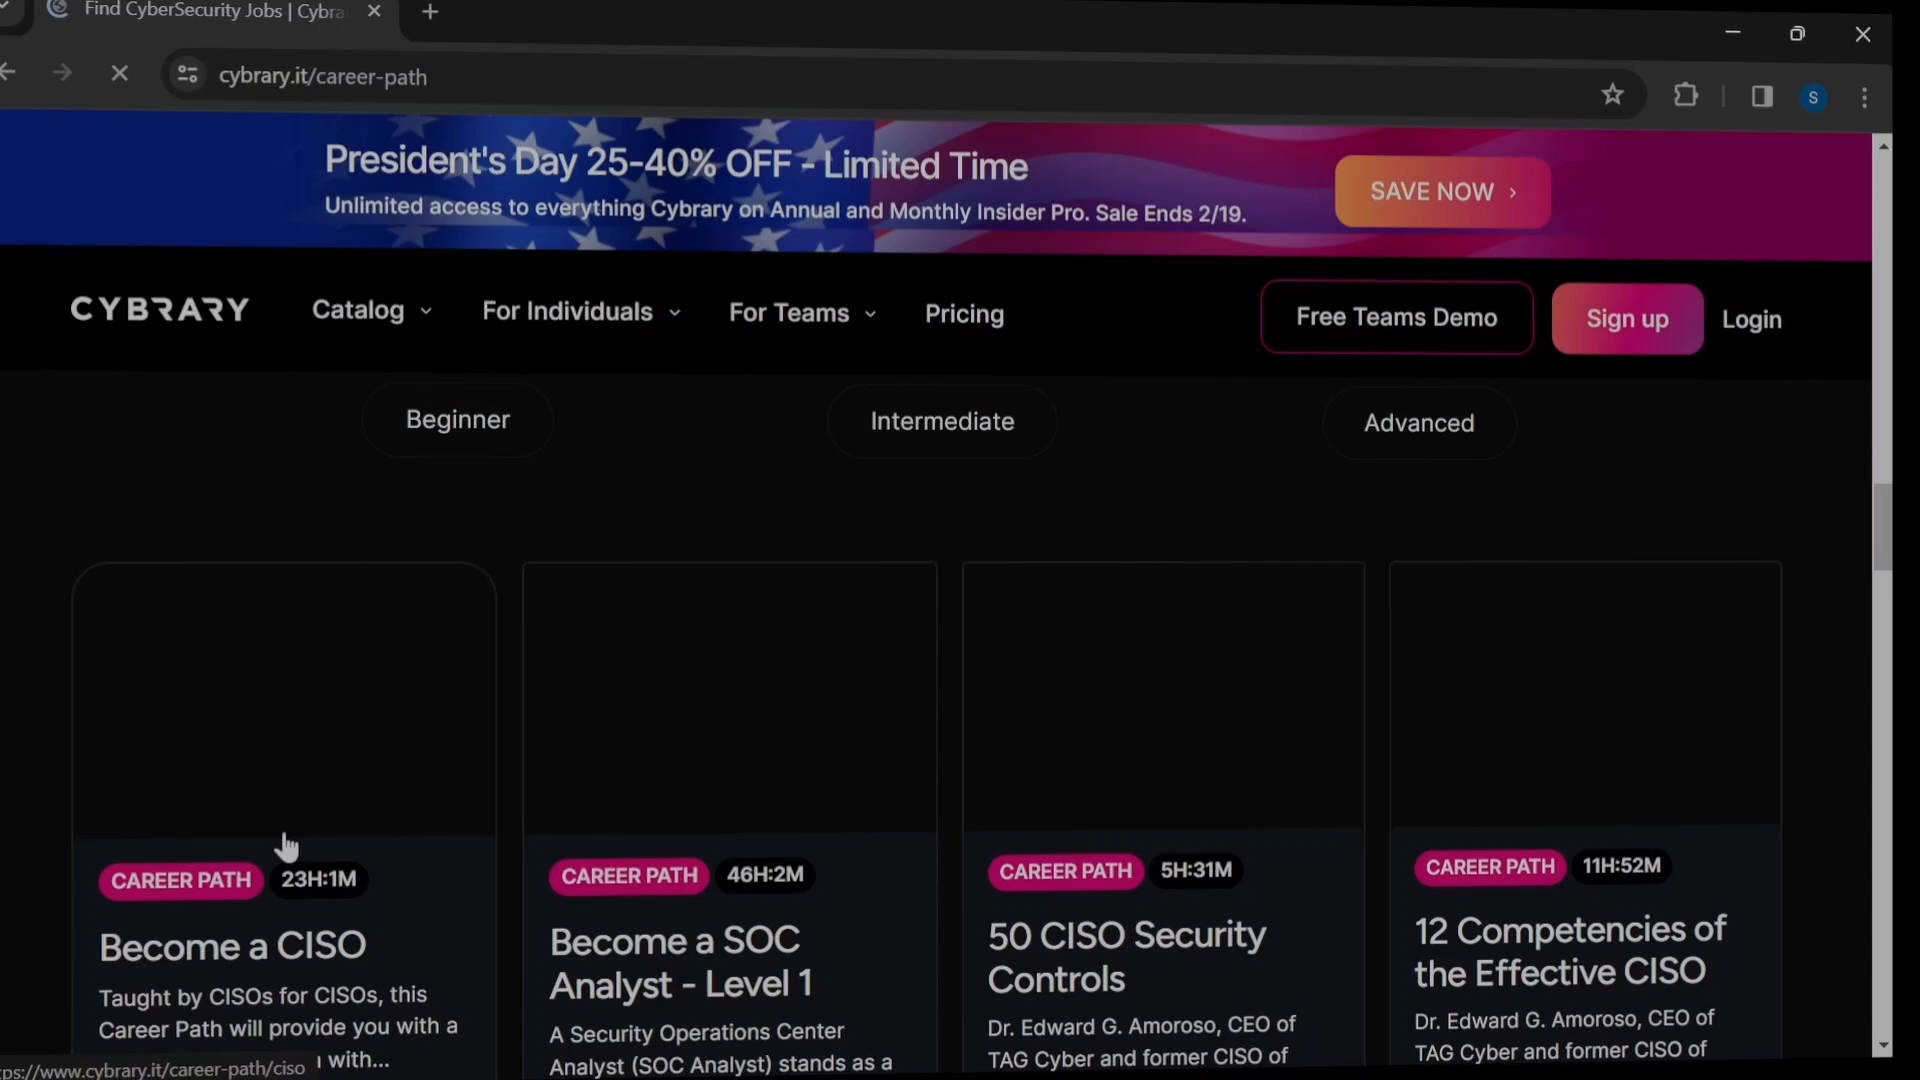 Find CyberSecurity Jobs | Cybra
cybrary.it/career-path
S
President's Day 25-40% OFF - Limited Time
Unlimited access to everything Cybrary on Annual and Monthly Insider Pro. Sale Ends 2/19.
SAVE NOW ›
CYBRARY
Catalog
For Individuals
For Teams
Pricing
Free Teams Demo
Sign up
Login
Beginner
Intermediate
Advanced
CAREER PATH 23H:1M
Become a CISO
Taught by CISOs for CISOs, this
Career Path will provide you with a
with...
CAREER PATH 46H:2M
Become a SOC
Analyst - Level 1
A Security Operations Center
Analyst (SOC Analyst) stands as a
CAREER PATH 5H:31M
50 CISO Security
Controls
Dr. Edward G. Amoroso, CEO of
TAG Cyber and former CISO of
CAREER PATH 11H:52M
12 Competencies of
the Effective CISO
Dr. Edward G. Amoroso, CEO of
TAG Cyber and former CISO of
ps://www.cybrary.it/career-path/ciso